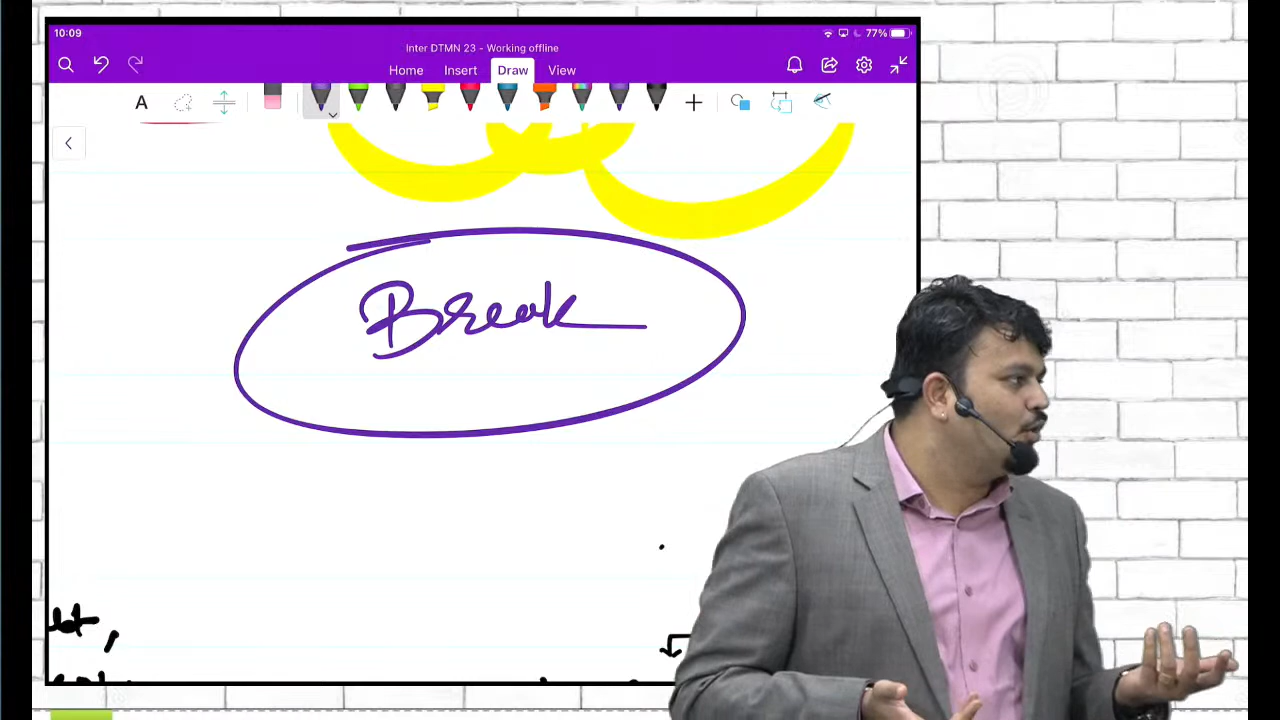 10:09
77%
Inter DTMN 23 - Working offline
Home Insert Draw View
A
Break